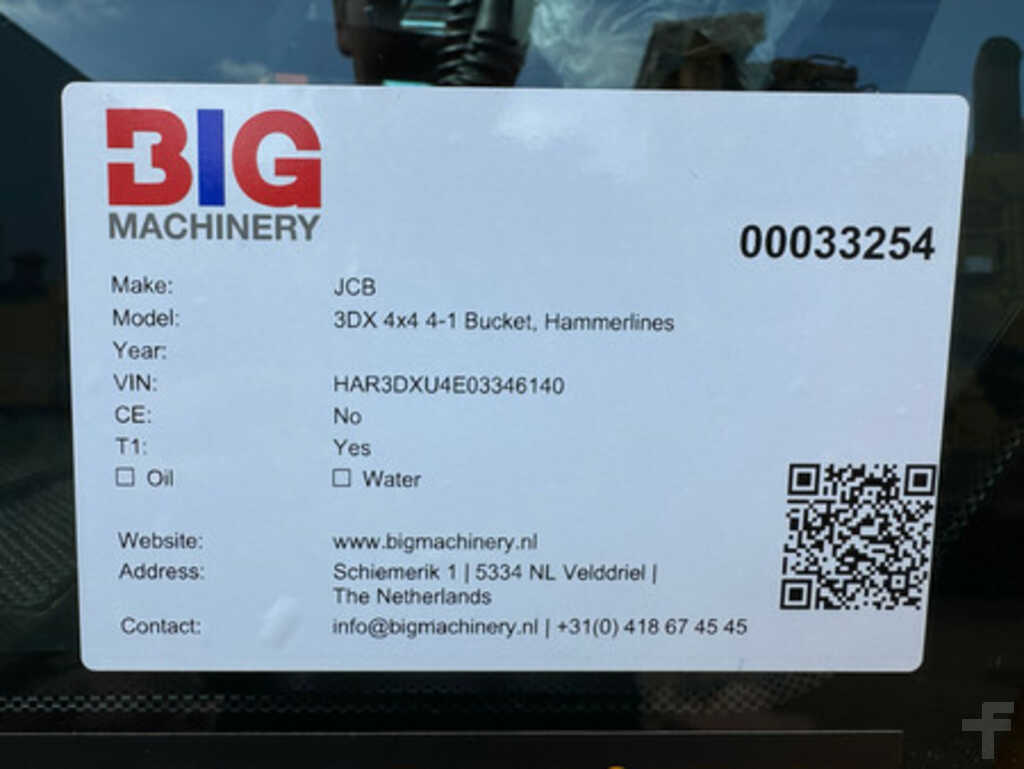 BIG
MACHINERY
00033254
Make: JCB
Model: 3DX 4x4 4-1 Bucket, Hammerlines
Year:
VIN: HAR3DXU4E03346140
CE: No
T1: Yes
☐ Oil ☐ Water
Website: www.bigmachinery.nl
Address: Schiemerik 1 | 5334 NL Velddriel |
The Netherlands
Contact: info@bigmachinery.nl | +31(0) 418 67 45 45